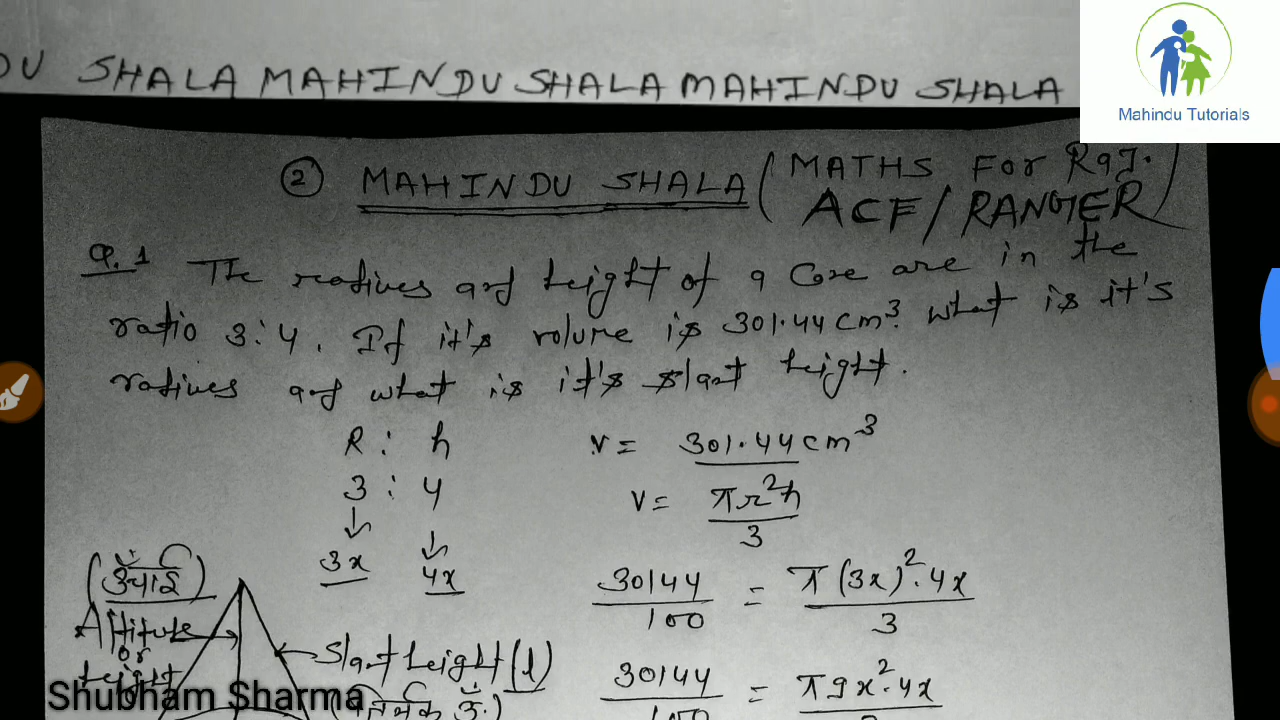 DU SHALA MAHINDU SHALA MAHINDU SHALA
Mahindu Tutorials
② MAHINDU SHALA (MATHS FOR Raj.
ACF/RANGER)
Q.1 The radius and height of a Cone are in the
ratio 3:4. If it's volume is 301.44 cm³. what is it's
radius and what is it's slant height.
R : h
3 : 4
↓ ↓
3x 4x
V = 301.44 cm³
V = πr²h/3
30144/100 = π(3x)²·4x/3
30144/100 = π9x²·4x
(ऊंचाई)
Altitute
or
height
Slant height (l)
Shubham Sharma